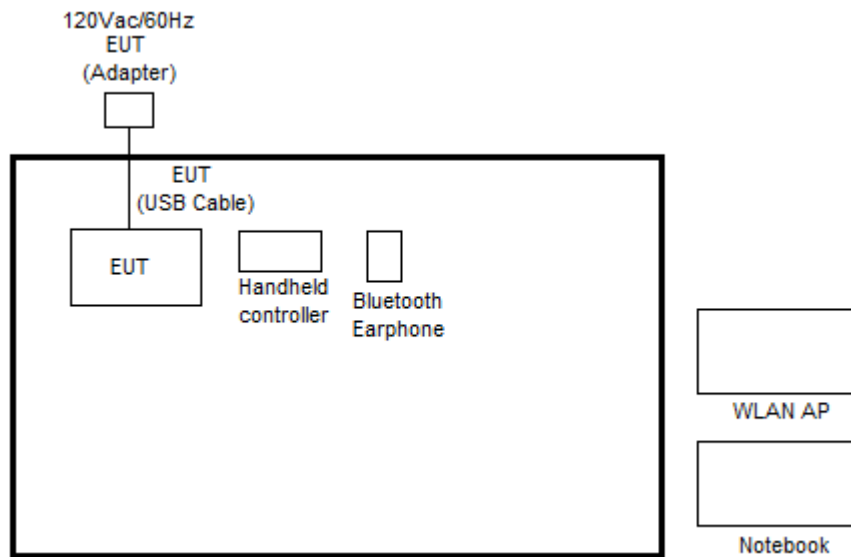 120Vac/60Hz
EUT
(Adapter)
EUT
(USB Cable)
EUT
Handheld
controller
Bluetooth
Earphone
WLAN AP
Notebook